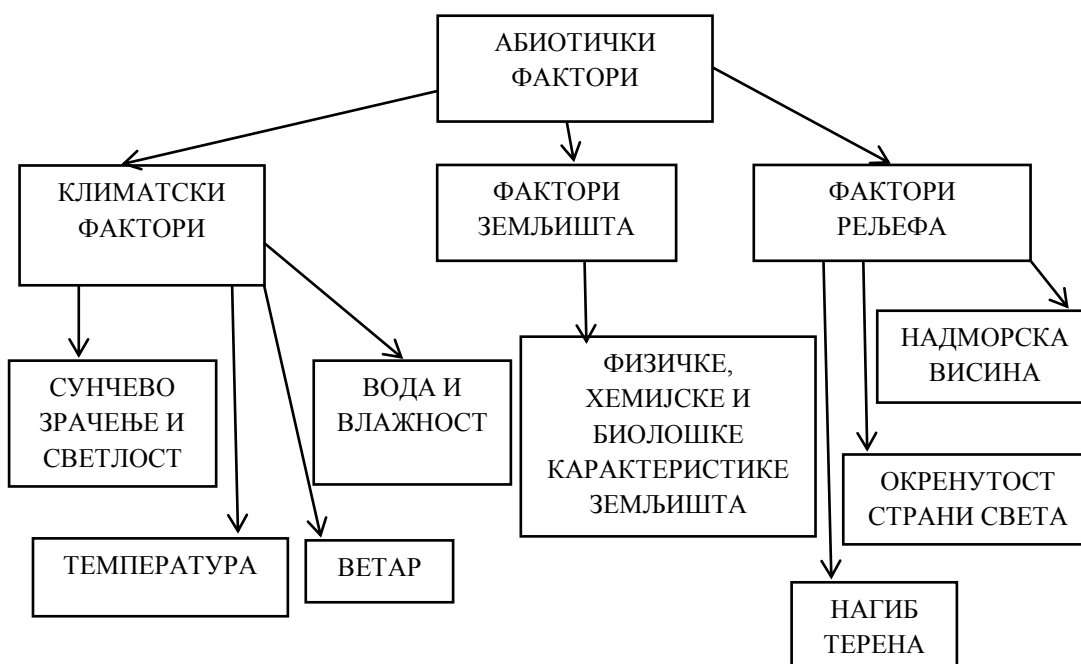 АБИОТИЧКИ
ФАКТОРИ
КЛИМАТСКИ
ФАКТОРИ
ФАКТОРИ
ЗЕМЉИШТА
ФАКТОРИ
РЕЉЕФА
СУНЧЕВО
ЗРАЧЕЊЕ И
СВЕТЛОСТ
ВОДА И
ВЛАЖНОСТ
ТЕМПЕРАТУРА
ВЕТАР
ФИЗИЧКЕ,
ХЕМИЈСКЕ И
БИОЛОШКЕ
КАРАКТЕРИСТИКЕ
ЗЕМЉИШТА
НАДМОРСКА
ВИСИНА
ОКРЕНУТОСТ
СТРАНИ СВЕТА
НАГИБ
ТЕРЕНА